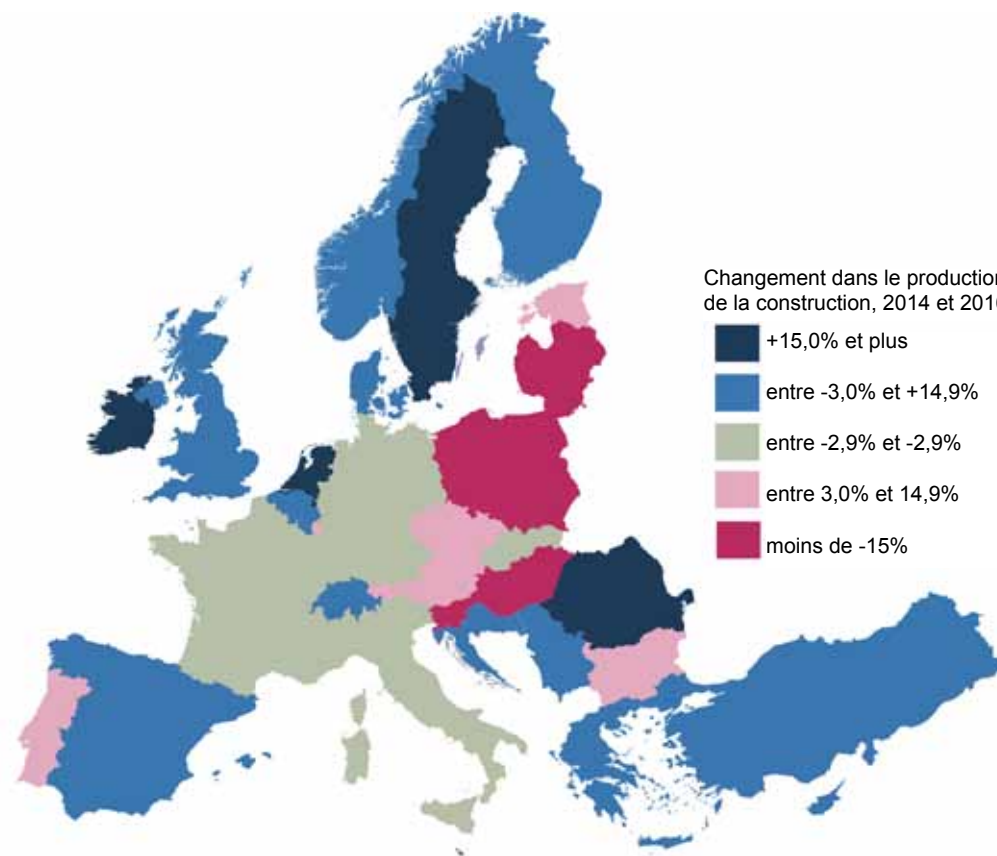 Changement dans le production
de la construction, 2014 et 201
+15,0% et plus
entre -3,0% et +14,9%
entre -2,9% et -2,9%
entre 3,0% et 14,9%
moins de -15%